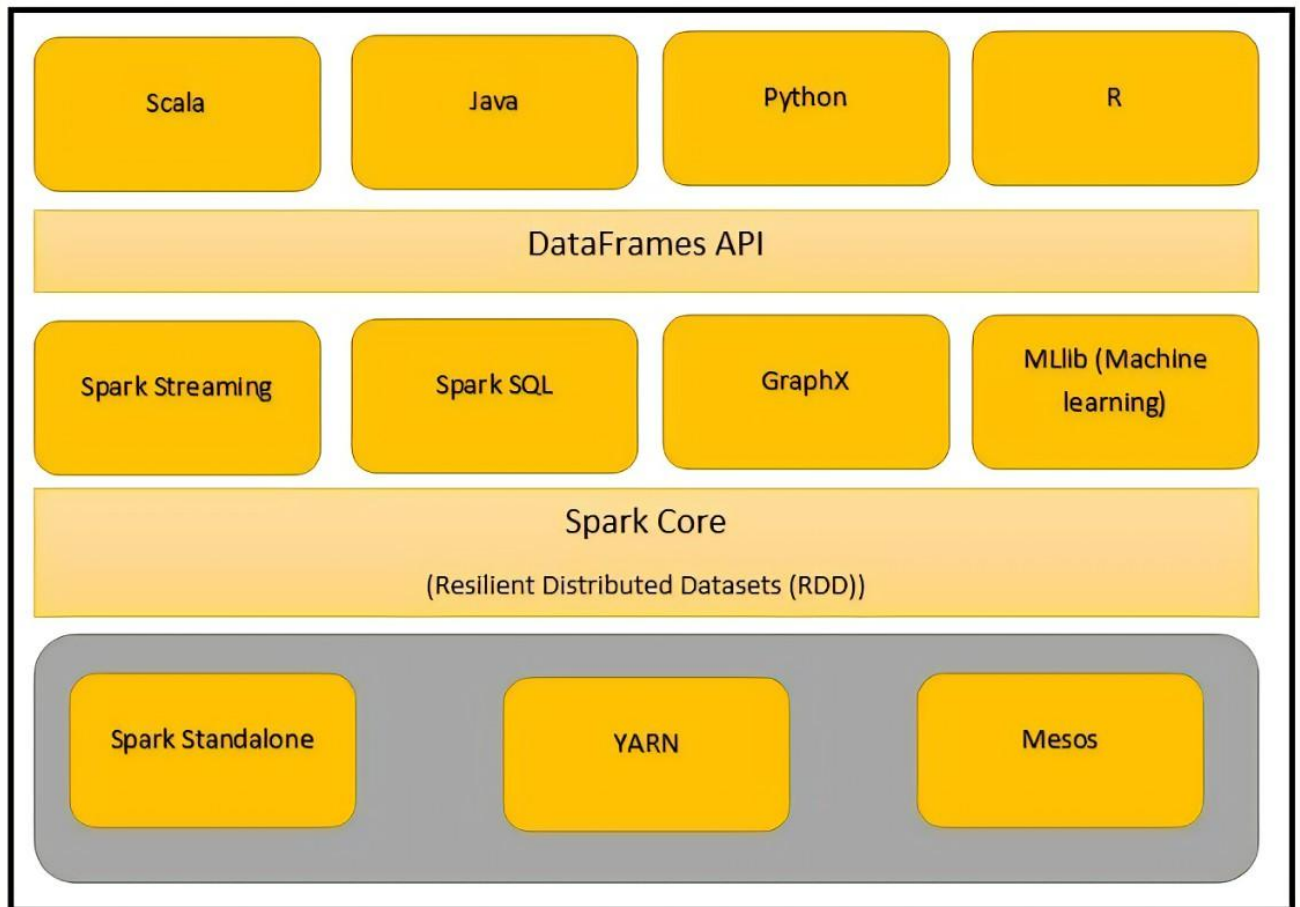 Scala
Java
Python
R
DataFrames API
Spark Streaming
Spark SQL
GraphX
MLlib (Machine
learning)
Spark Core
(Resilient Distributed Datasets (RDD))
Spark Standalone
YARN
Mesos